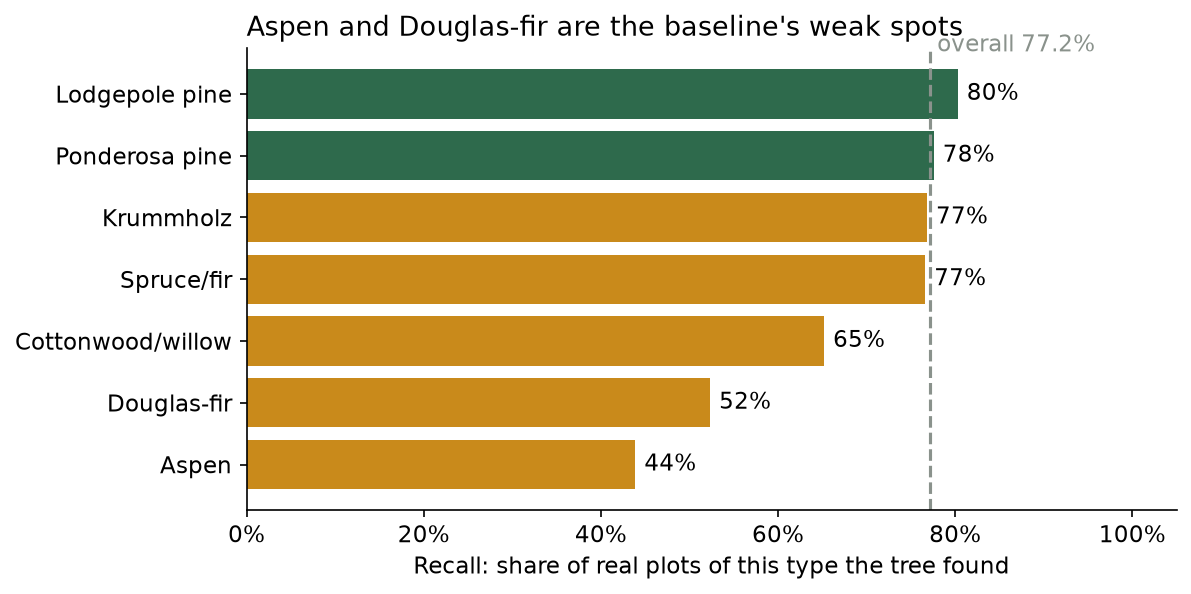 Aspen and Douglas-fir are the baseline's weak spots
overall 77.2%
Lodgepole pine 80%
Ponderosa pine 78%
Krummholz 77%
Spruce/fir 77%
Cottonwood/willow 65%
Douglas-fir 52%
Aspen 44%
0% 20% 40% 60% 80% 100%
Recall: share of real plots of this type the tree found